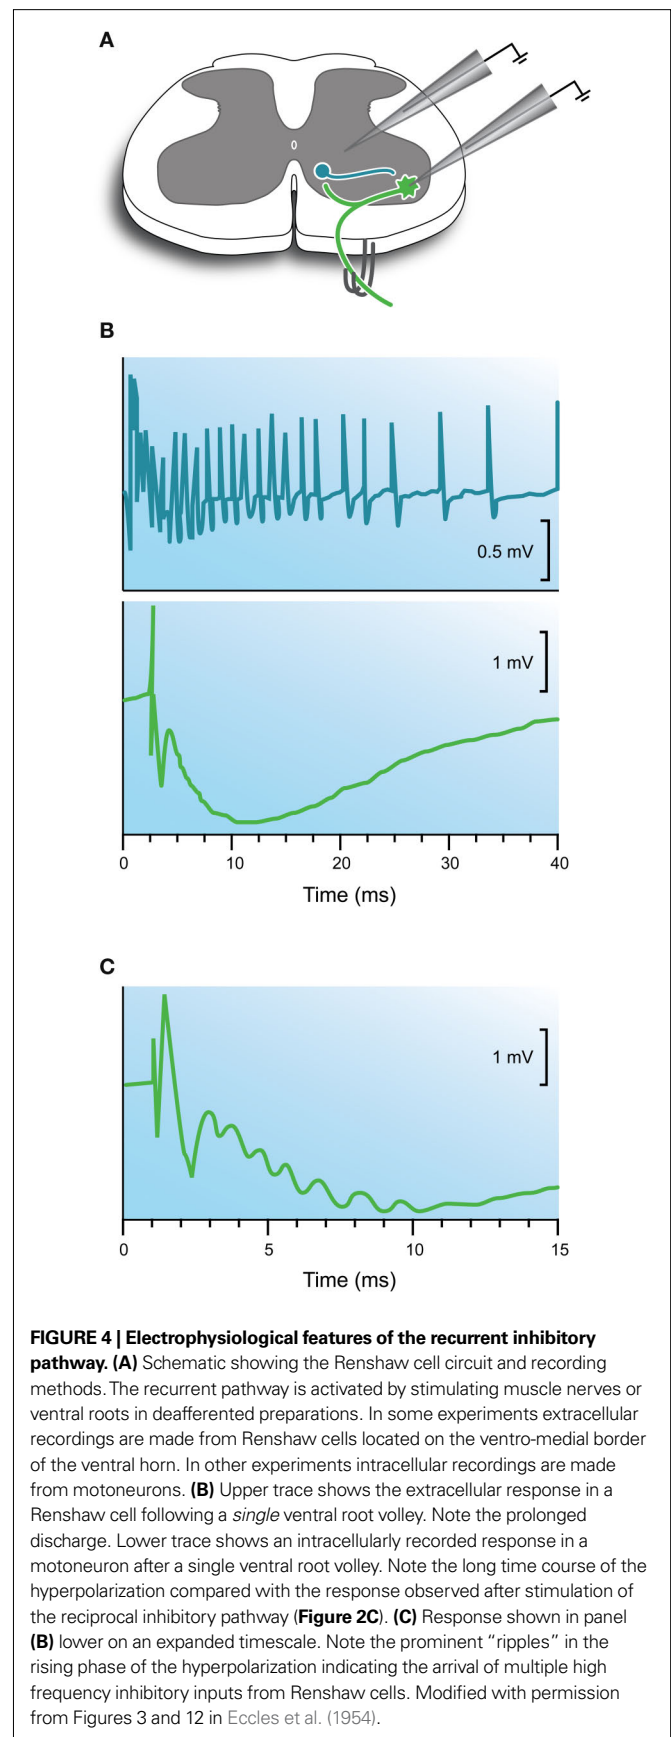 A
B
0.5 mV
1 mV
0 10 20 30 40
Time (ms)
C
1 mV
0 5 10 15
Time (ms)
FIGURE 4 | Electrophysiological features of the recurrent inhibitory
pathway. (A) Schematic showing the Renshaw cell circuit and recording
methods. The recurrent pathway is activated by stimulating muscle nerves or
ventral roots in deafferented preparations. In some experiments extracellular
recordings are made from Renshaw cells located on the ventro-medial border
of the ventral horn. In other experiments intracellular recordings are made
from motoneurons. (B) Upper trace shows the extracellular response in a
Renshaw cell following a single ventral root volley. Note the prolonged
discharge. Lower trace shows an intracellularly recorded response in a
motoneuron after a single ventral root volley. Note the long time course of the
hyperpolarization compared with the response observed after stimulation of
the reciprocal inhibitory pathway (Figure 2C). (C) Response shown in panel
(B) lower on an expanded timescale. Note the prominent “ripples” in the
rising phase of the hyperpolarization indicating the arrival of multiple high
frequency inhibitory inputs from Renshaw cells. Modified with permission
from Figures 3 and 12 in Eccles et al. (1954).